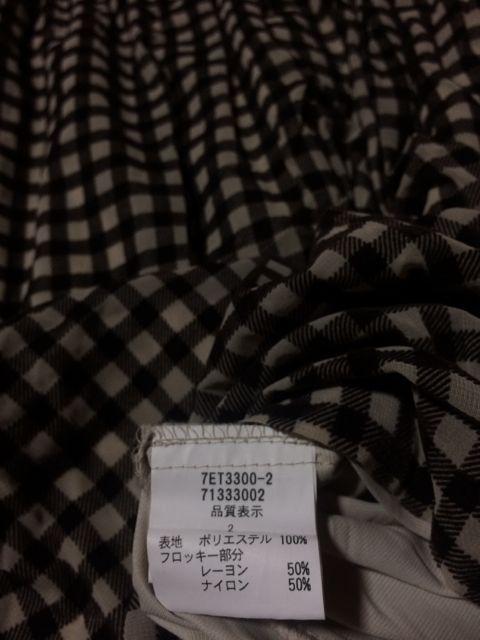 7ET3300-2
71333002
品質表示
2
表地 ポリエステル 100%
フロッキー部分
レーヨン 50%
ナイロン 50%